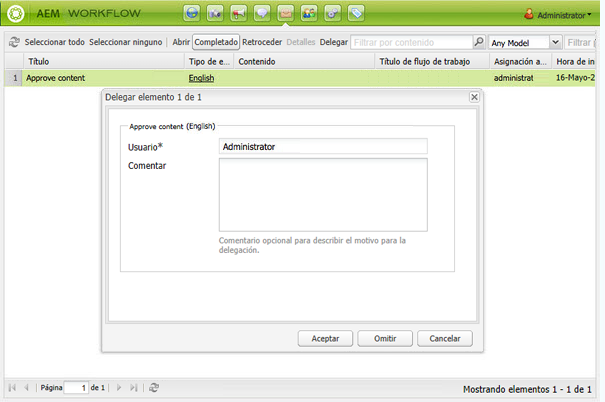 AEM WORKFLOW Administrator
Seleccionar todo Seleccionar ninguno Abrir Completado Retroceder Detalles Delegar Filtrar por contenido Any Model Filtrar
Título Tipo de e... Contenido Título de flujo de trabajo Asignación a... Hora de in
1 Approve content English administrat 16-Mayo-2
Delegar elemento 1 de 1
Approve content (English)
Usuario* Administrator
Comentar
Comentario opcional para describir el motivo para la
delegación.
Aceptar Omitir Cancelar
Página 1 de 1 Mostrando elementos 1 - 1 de 1